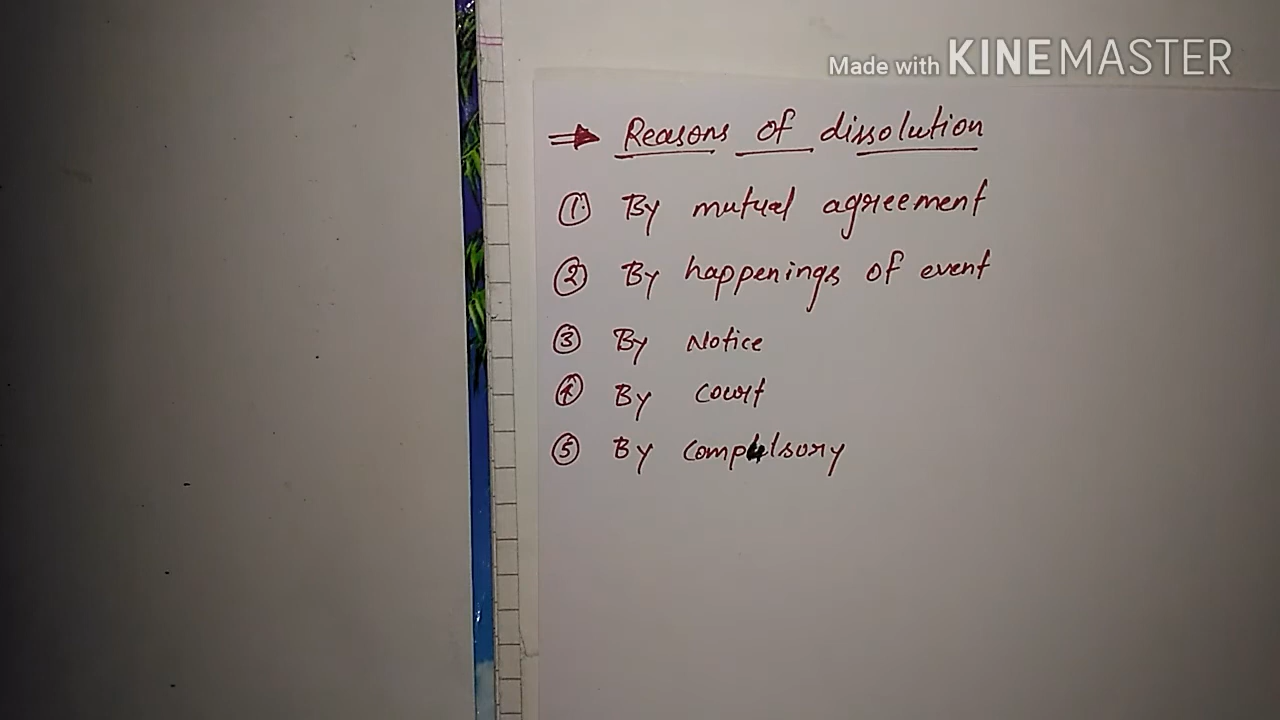 Made with KINEMASTER
⇒ Reasons of dissolution
① By mutual agreement
② By happenings of event
③ By Notice
④ By court
⑤ By compulsory